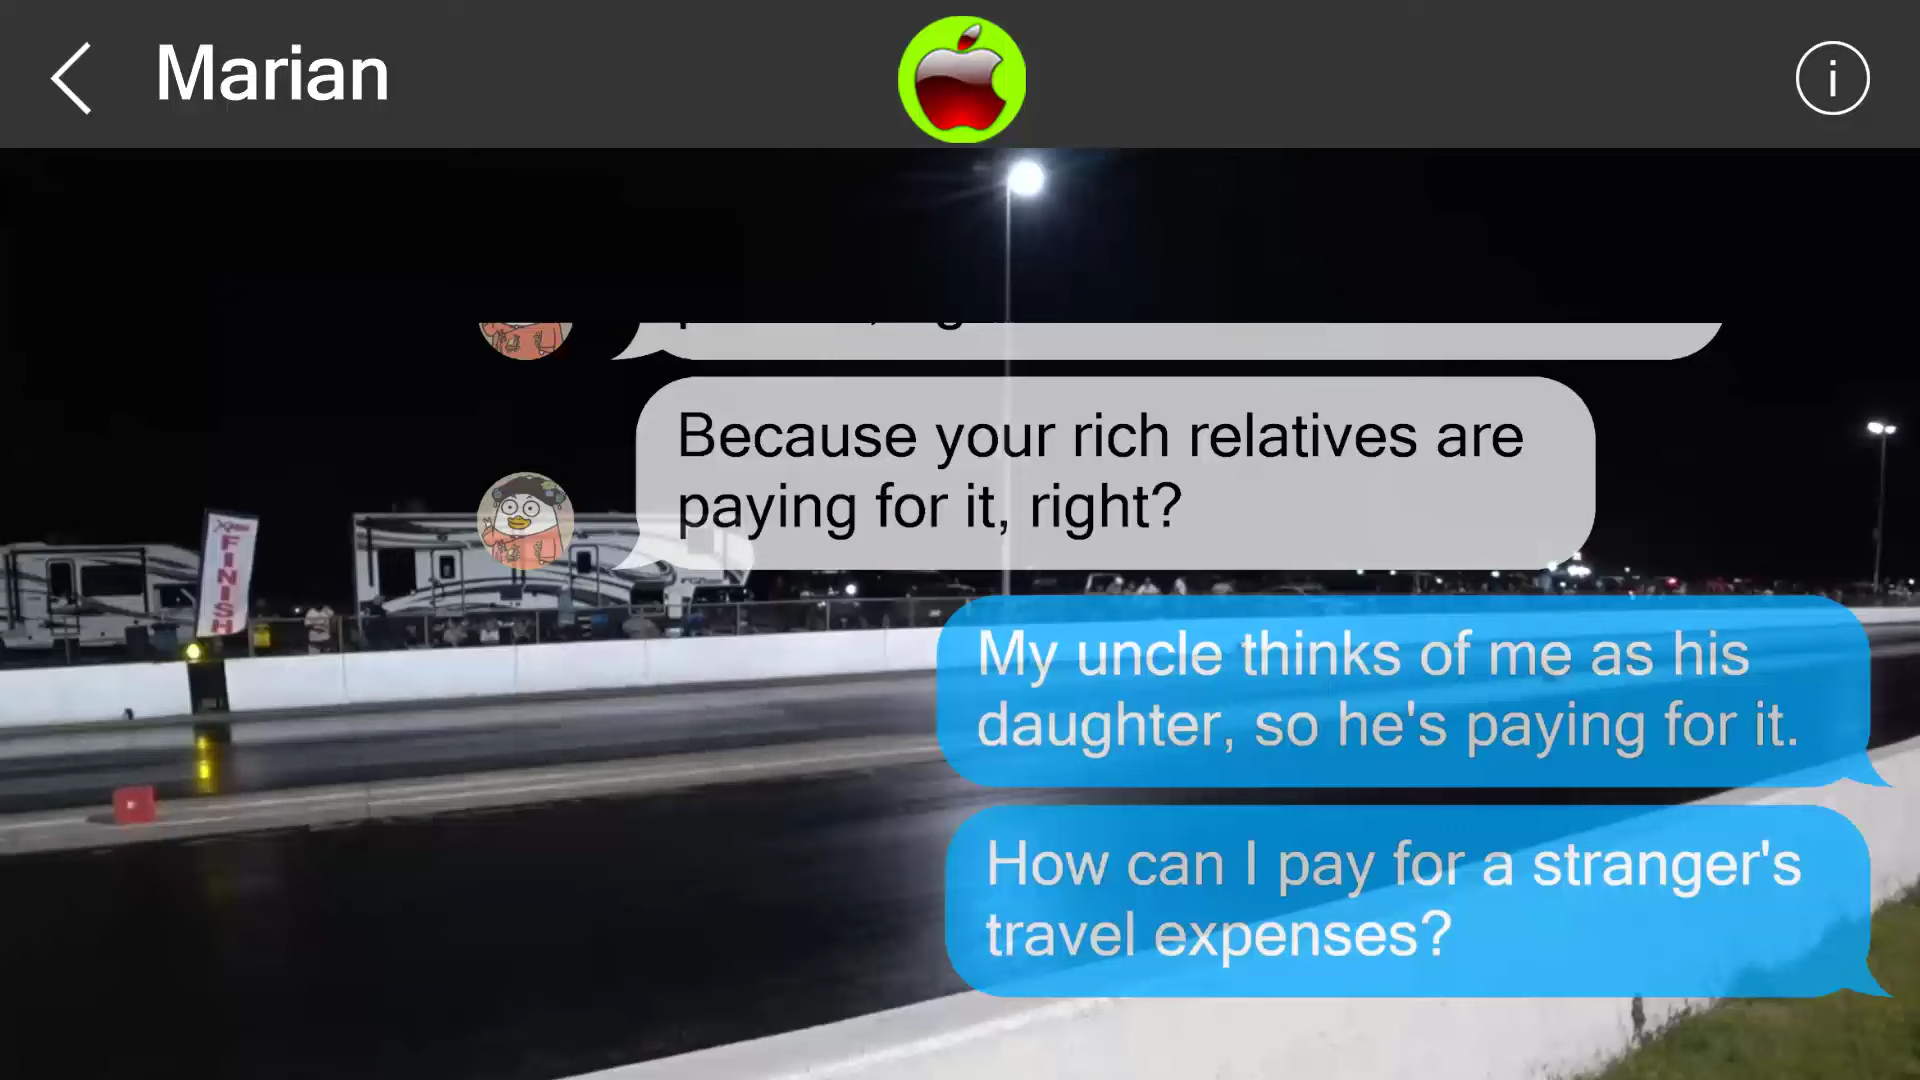 Marian
Because your rich relatives are
paying for it, right?
My uncle thinks of me as his
daughter, so he's paying for it.
How can I pay for a stranger's
travel expenses?
FINISH